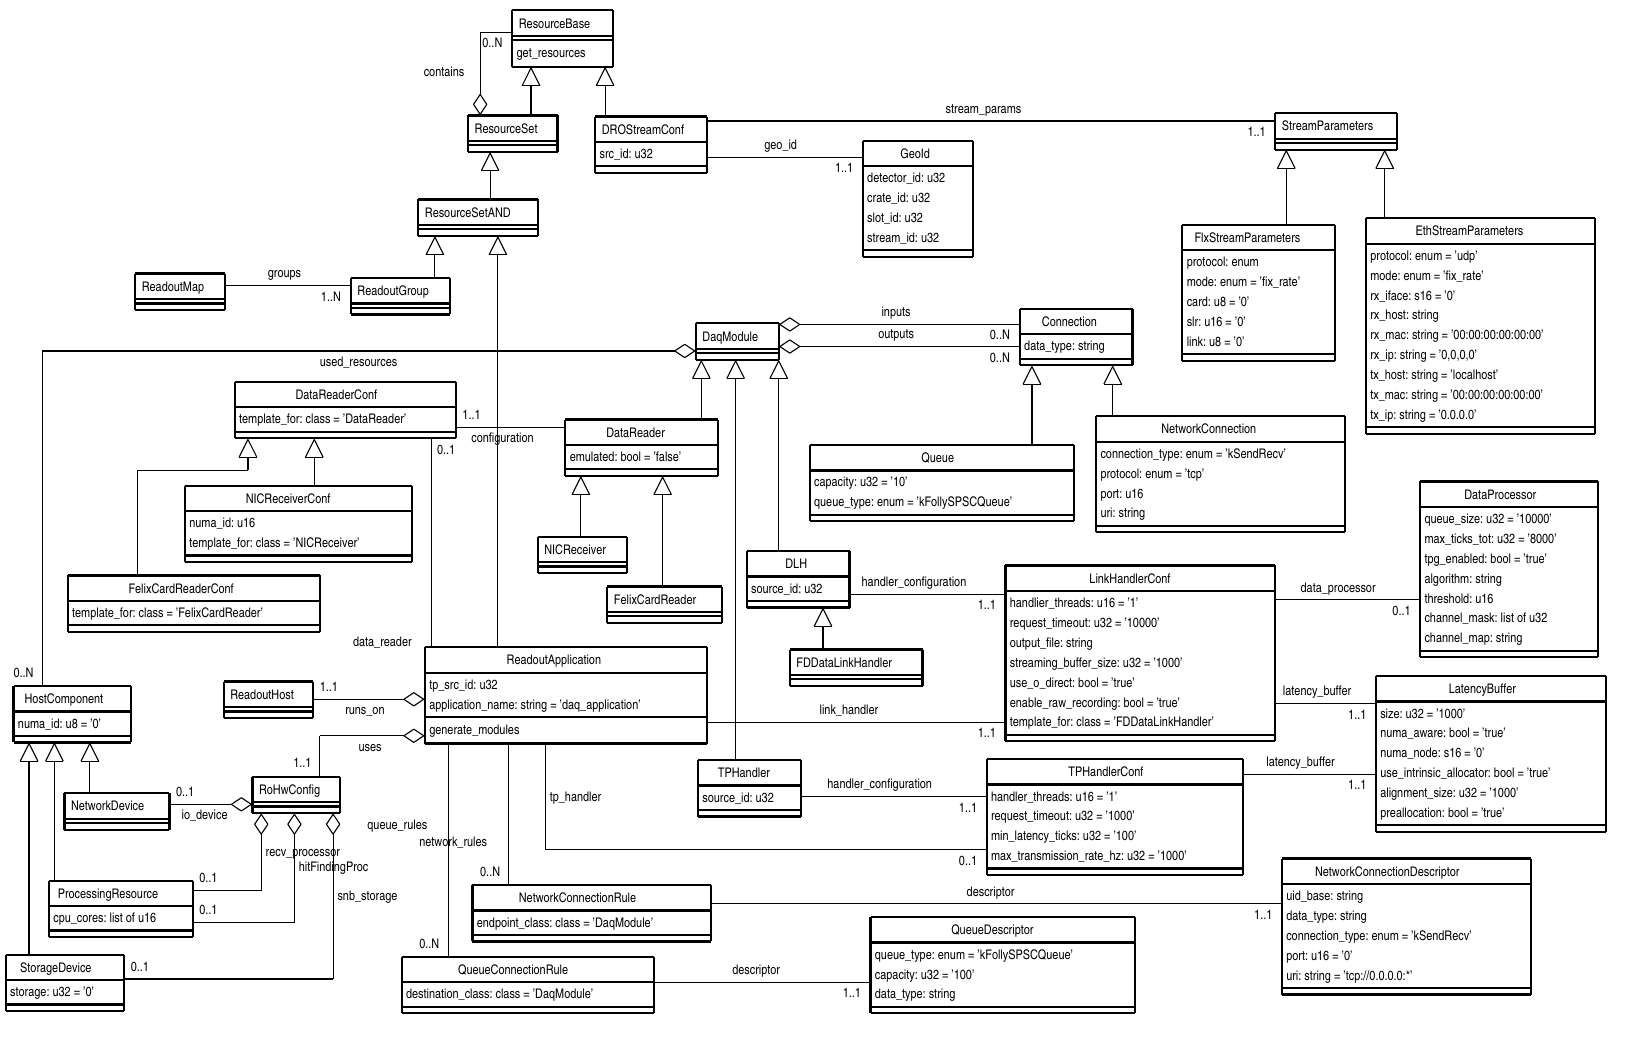 ResourceBase
0..N
get_resources
contains
ResourceSet
DROStreamConf
src_id: u32
stream_params
1..1
StreamParameters
geo_id
1..1
GeoId
detector_id: u32
crate_id: u32
slot_id: u32
stream_id: u32
ResourceSetAND
FlxStreamParameters
protocol: enum
mode: enum = 'fix_rate'
card: u8 = '0'
slr: u16 = '0'
link: u8 = '0'
EthStreamParameters
protocol: enum = 'udp'
mode: enum = 'fix_rate'
rx_iface: s16 = '0'
rx_host: string
rx_mac: string = '00:00:00:00:00:00'
rx_ip: string = '0,0,0,0'
tx_host: string = 'localhost'
tx_mac: string = '00:00:00:00:00:00'
tx_ip: string = '0.0.0.0'
ReadoutMap
groups
1..N
ReadoutGroup
DaqModule
inputs
0..N
outputs
0..N
Connection
data_type: string
used_resources
DataReaderConf
template_for: class = 'DataReader'
1..1
configuration
0..1
DataReader
emulated: bool = 'false'
Queue
capacity: u32 = '10'
queue_type: enum = 'kFollySPSCQueue'
NetworkConnection
connection_type: enum = 'kSendRecv'
protocol: enum = 'tcp'
port: u16
uri: string
NICReceiverConf
numa_id: u16
template_for: class = 'NICReceiver'
DataProcessor
queue_size: u32 = '10000'
max_ticks_tot: u32 = '8000'
tpg_enabled: bool = 'true'
algorithm: string
threshold: u16
channel_mask: list of u32
channel_map: string
NICReceiver
FelixCardReaderConf
template_for: class = 'FelixCardReader'
FelixCardReader
DLH
source_id: u32
handler_configuration
1..1
LinkHandlerConf
handlier_threads: u16 = '1'
request_timeout: u32 = '10000'
output_file: string
streaming_buffer_size: u32 = '1000'
use_o_direct: bool = 'true'
enable_raw_recording: bool = 'true'
template_for: class = 'FDDataLinkHandler'
data_processor
0..1
FDDataLinkHandler
data_reader
ReadoutApplication
tp_src_id: u32
application_name: string = 'daq_application'
generate_modules
0..N
HostComponent
numa_id: u8 = '0'
ReadoutHost
1..1
runs_on
uses
1..1
link_handler
1..1
latency_buffer
1..1
LatencyBuffer
size: u32 = '1000'
numa_aware: bool = 'true'
numa_node: s16 = '0'
use_intrinsic_allocator: bool = 'true'
alignment_size: u32 = '1000'
preallocation: bool = 'true'
TPHandler
source_id: u32
handler_configuration
1..1
TPHandlerConf
handler_threads: u16 = '1'
request_timeout: u32 = '1000'
min_latency_ticks: u32 = '100'
max_transmission_rate_hz: u32 = '1000'
latency_buffer
1..1
NetworkDevice
0..1
io_device
RoHwConfig
tp_handler
0..1
queue_rules
network_rules
recv_processor
hitFindingProc
snb_storage
0..N
ProcessingResource
cpu_cores: list of u16
0..1
0..1
NetworkConnectionRule
endpoint_class: class = 'DaqModule'
descriptor
1..1
NetworkConnectionDescriptor
uid_base: string
data_type: string
connection_type: enum = 'kSendRecv'
port: u16 = '0'
uri: string = 'tcp://0.0.0.0:*'
0..N
StorageDevice
storage: u32 = '0'
0..1
QueueConnectionRule
destination_class: class = 'DaqModule'
descriptor
1..1
QueueDescriptor
queue_type: enum = 'kFollySPSCQueue'
capacity: u32 = '100'
data_type: string